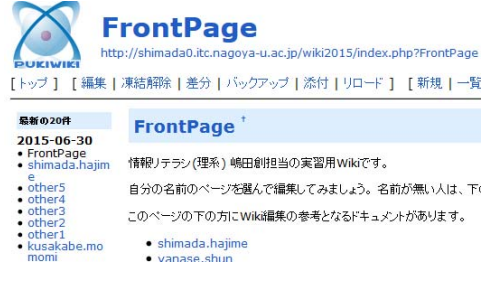 PUKIWIKI
FrontPage
http://shimada0.itc.nagoya-u.ac.jp/wiki2015/index.php?FrontPage
[トップ] [編集 | 凍結解除 | 差分 | バックアップ | 添付 | リロード] [新規 | 一覧
最新の20件
2015-06-30
FrontPage
shimada.hajim
e
other5
other4
other3
other2
other1
kusakabe.mo
momi
FrontPage †
情報リテラシ(理系) 嶋田創担当の実習用Wikiです。
自分の名前のページを選んで編集してみましょう。名前が無い人は、下
このページの下の方にWiki編集の参考となるドキュメントがあります。
shimada.hajime
yanase.shun